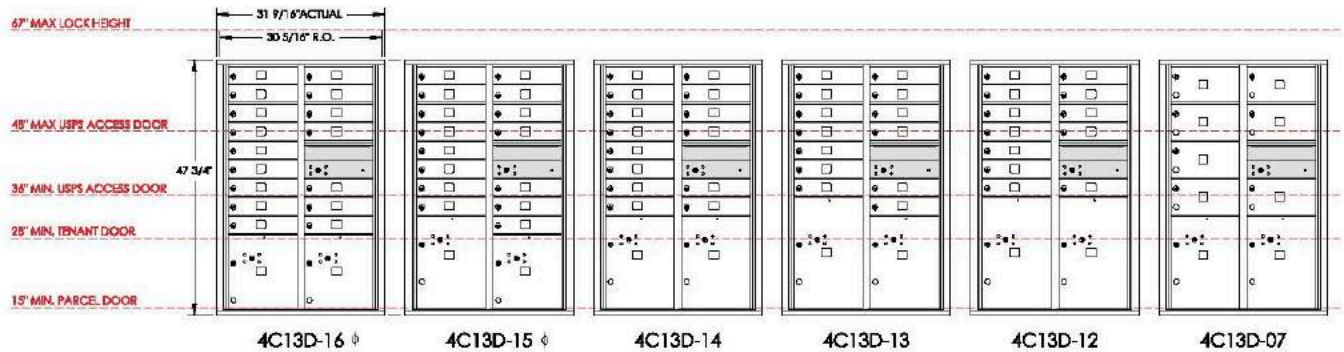 67" MAX LOCK HEIGHT
31 9/16"ACTUAL
30 5/16" R.O.
48" MAX USPS ACCESS DOOR
47 3/4"
36" MIN. USPS ACCESS DOOR
28" MIN. TENANT DOOR
15" MIN. PARCEL DOOR
4C13D-16 ϕ
4C13D-15 ϕ
4C13D-14
4C13D-13
4C13D-12
4C13D-07